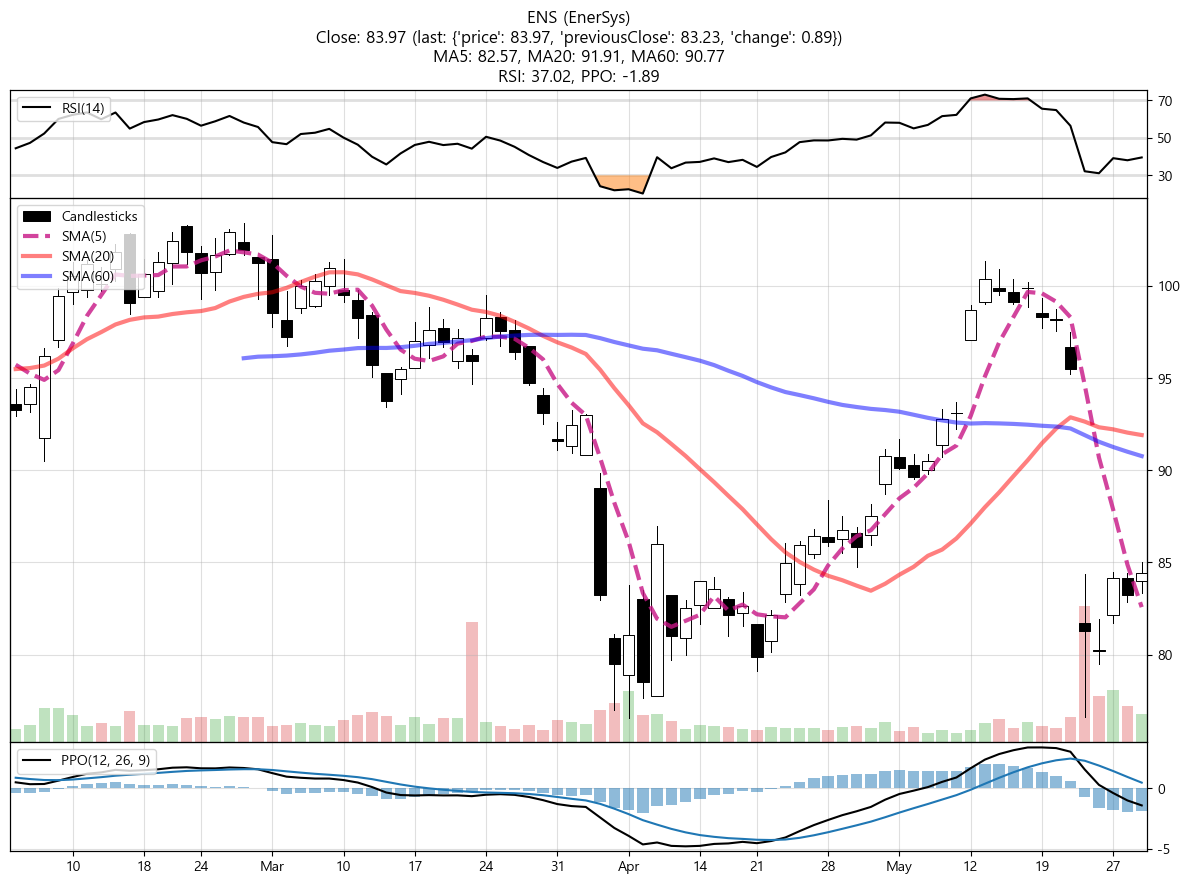 ENS (EnerSys)
Close: 83.97 (last: {'price': 83.97, 'previousClose': 83.23, 'change': 0.89})
MA5: 82.57, MA20: 91.91, MA60: 90.77
RSI: 37.02, PPO: -1.89
RSI(14)
70
50
30
Candlesticks
SMA(5)
SMA(20)
SMA(60)
100
95
90
85
80
PPO(12, 26, 9)
0
-5
10 18 24 Mar 10 17 24 31 Apr 14 21 28 May 12 19 27